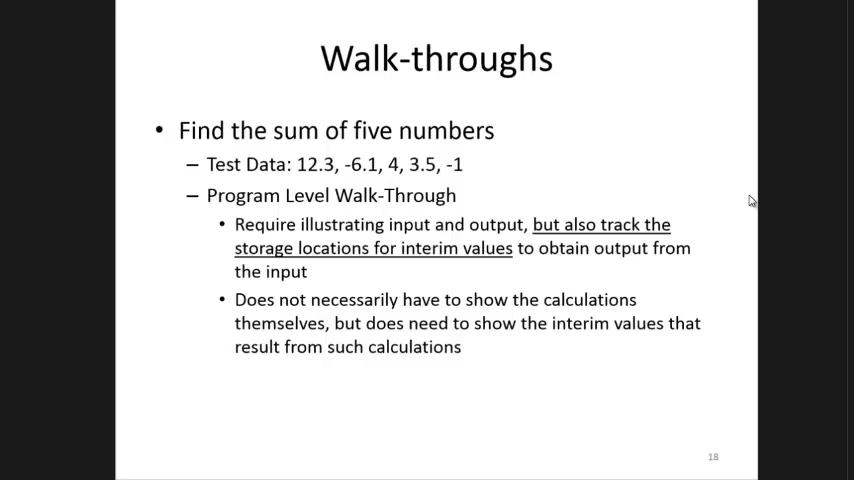 Walk-throughs
• Find the sum of five numbers
– Test Data: 12.3, -6.1, 4, 3.5, -1
– Program Level Walk-Through
• Require illustrating input and output, but also track the
storage locations for interim values to obtain output from
the input
• Does not necessarily have to show the calculations
themselves, but does need to show the interim values that
result from such calculations
18